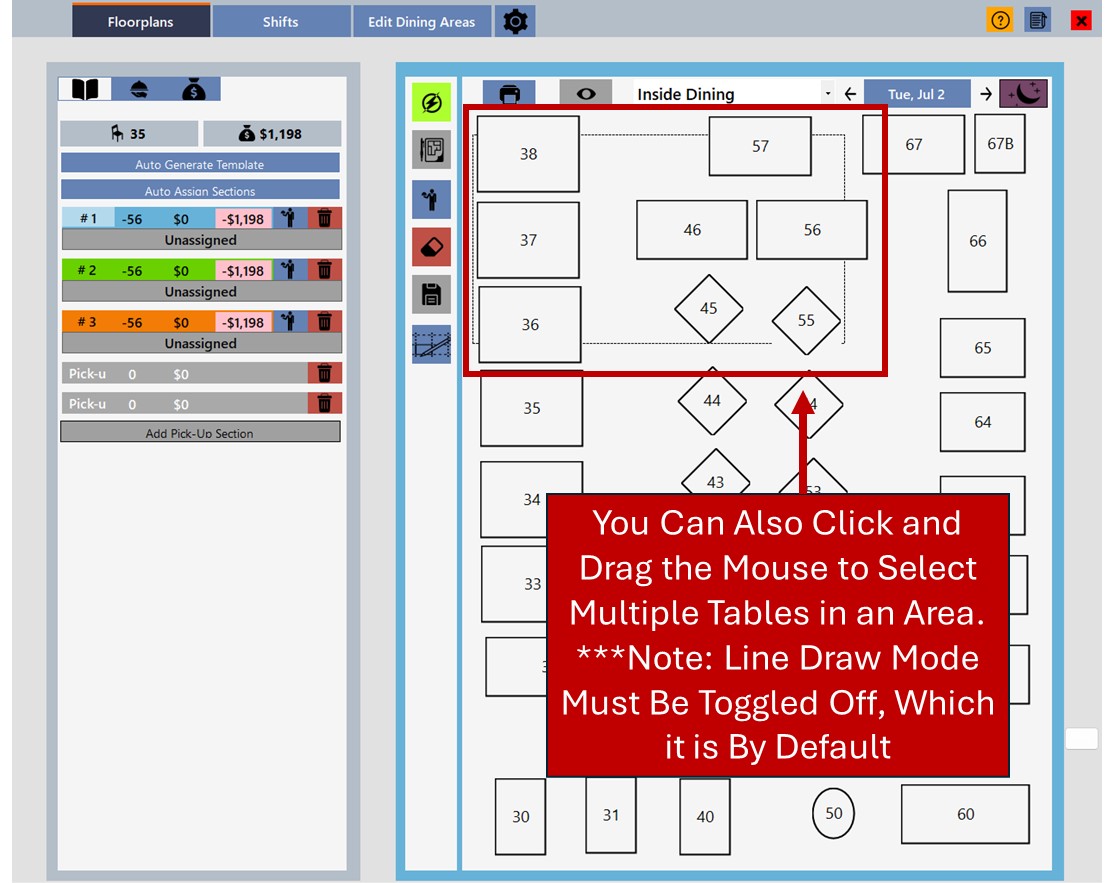 Floorplans
Shifts
Edit Dining Areas
?
35
$1,198
Auto Generate Template
Auto Assign Sections
# 1 -56 $0 -$1,198
Unassigned
# 2 -56 $0 -$1,198
Unassigned
# 3 -56 $0 -$1,198
Unassigned
Pick-u 0 $0
Pick-u 0 $0
Add Pick-Up Section
Inside Dining
Tue, Jul 2
38
57
67
67B
37
46
56
66
36
45
55
65
35
44
64
34
43
53
33
You Can Also Click and
Drag the Mouse to Select
Multiple Tables in an Area.
***Note: Line Draw Mode
Must Be Toggled Off, Which
it is By Default
30
31
40
50
60